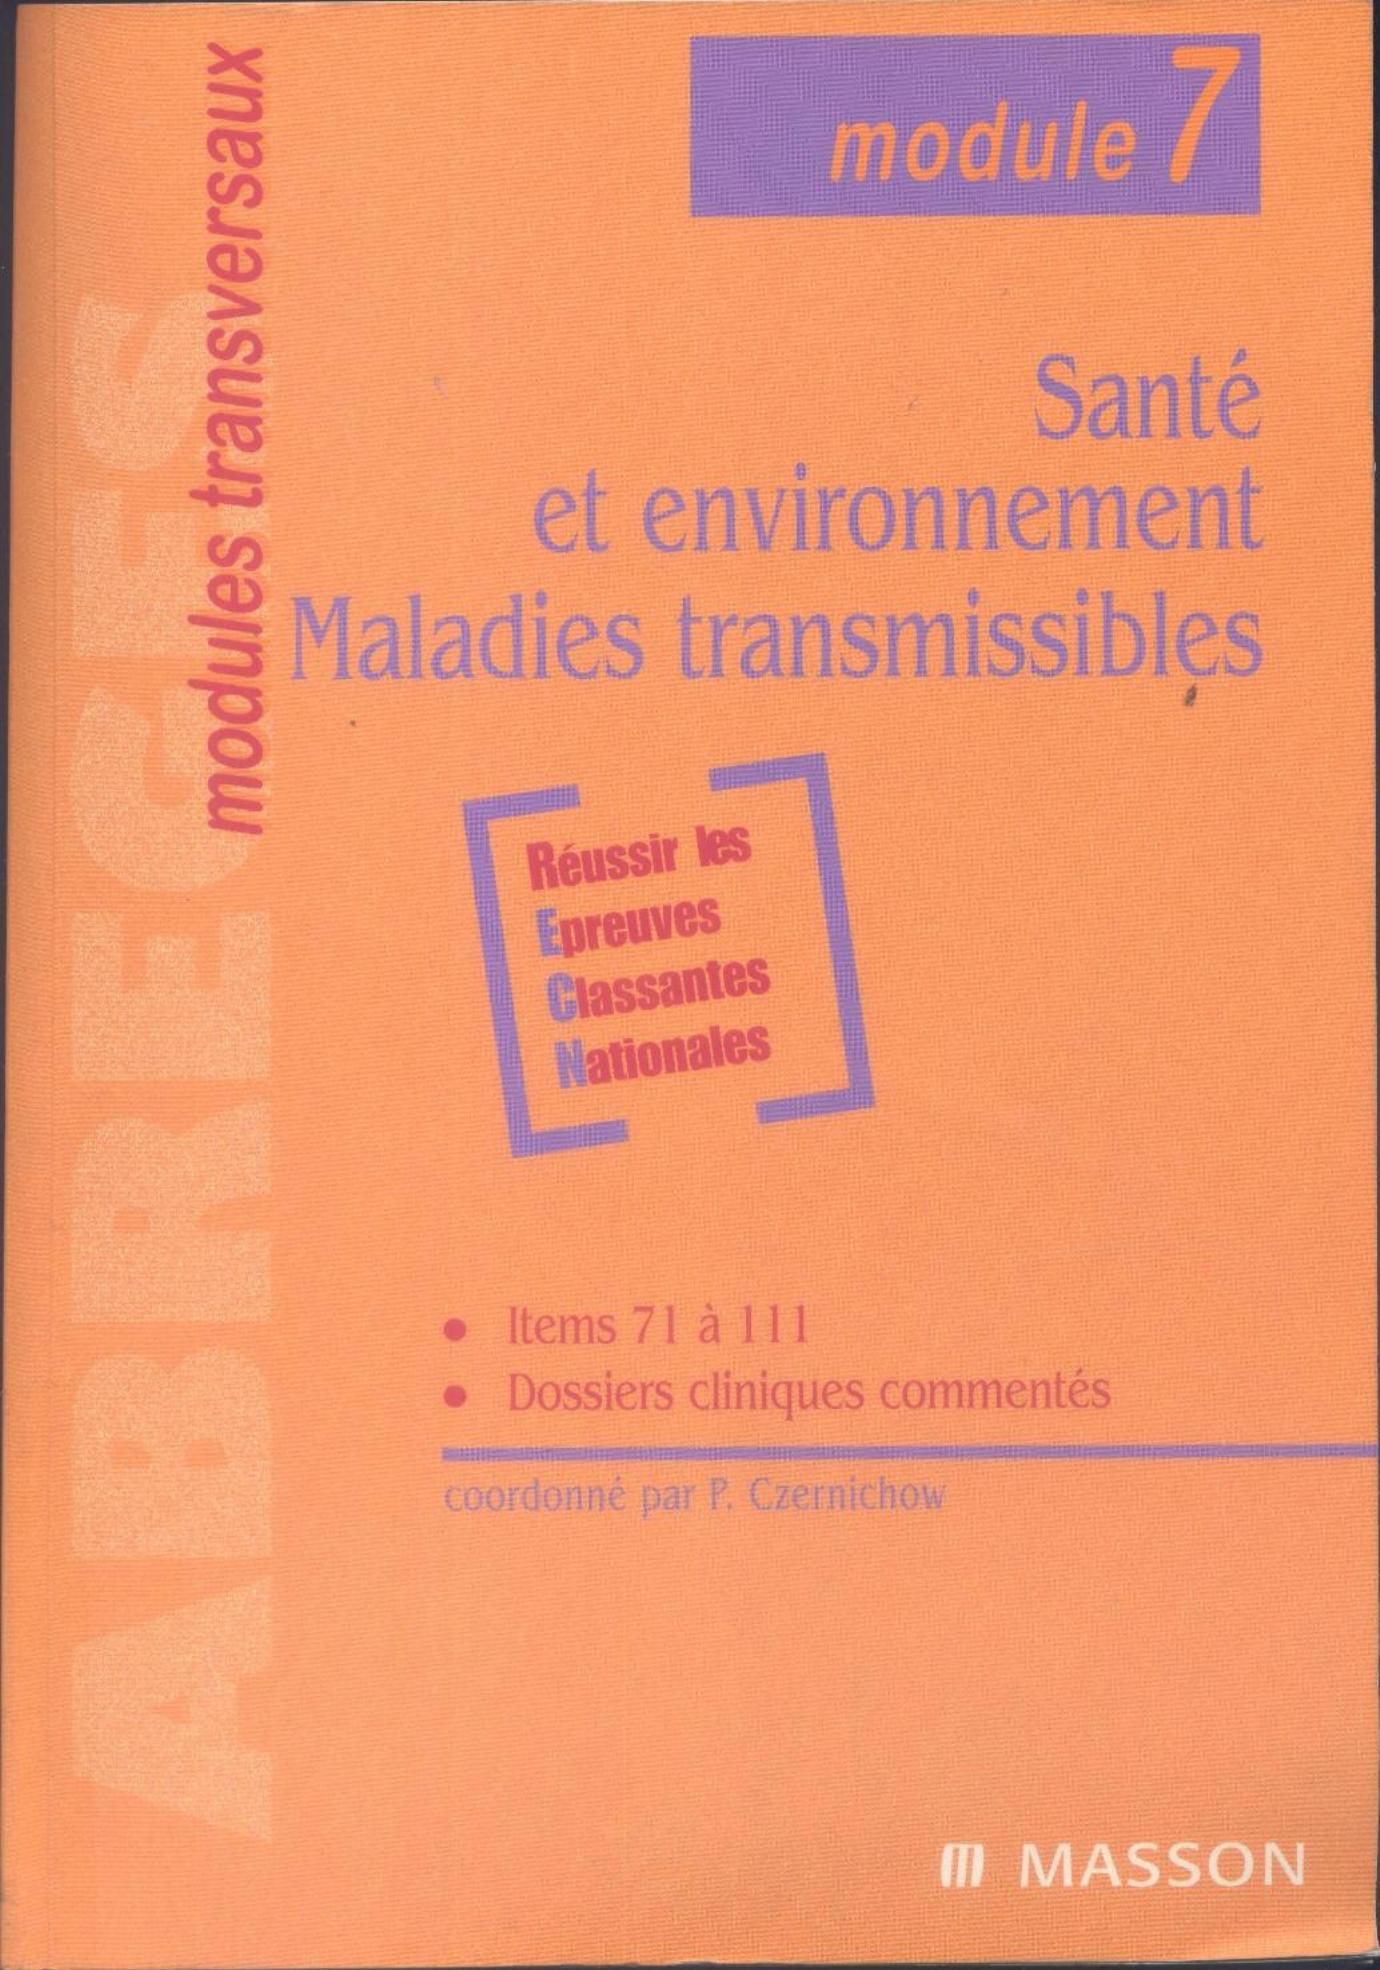 module 7
ABREGES
modules transversaux
Santé
et environnement
Maladies transmissibles
Réussir les
Epreuves
Classantes
Nationales
• Items 71 à 111
• Dossiers cliniques commentés
coordonné par P. Czernichow
m MASSON